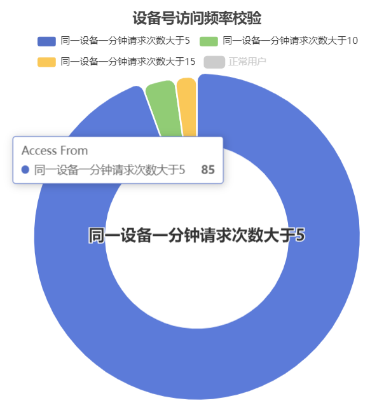 设备号访问频率校验
同一设备一分钟请求次数大于5 同一设备一分钟请求次数大于10
同一设备一分钟请求次数大于15 正常用户
Access From
同一设备一分钟请求次数大于5 85
同一设备一分钟请求次数大于5